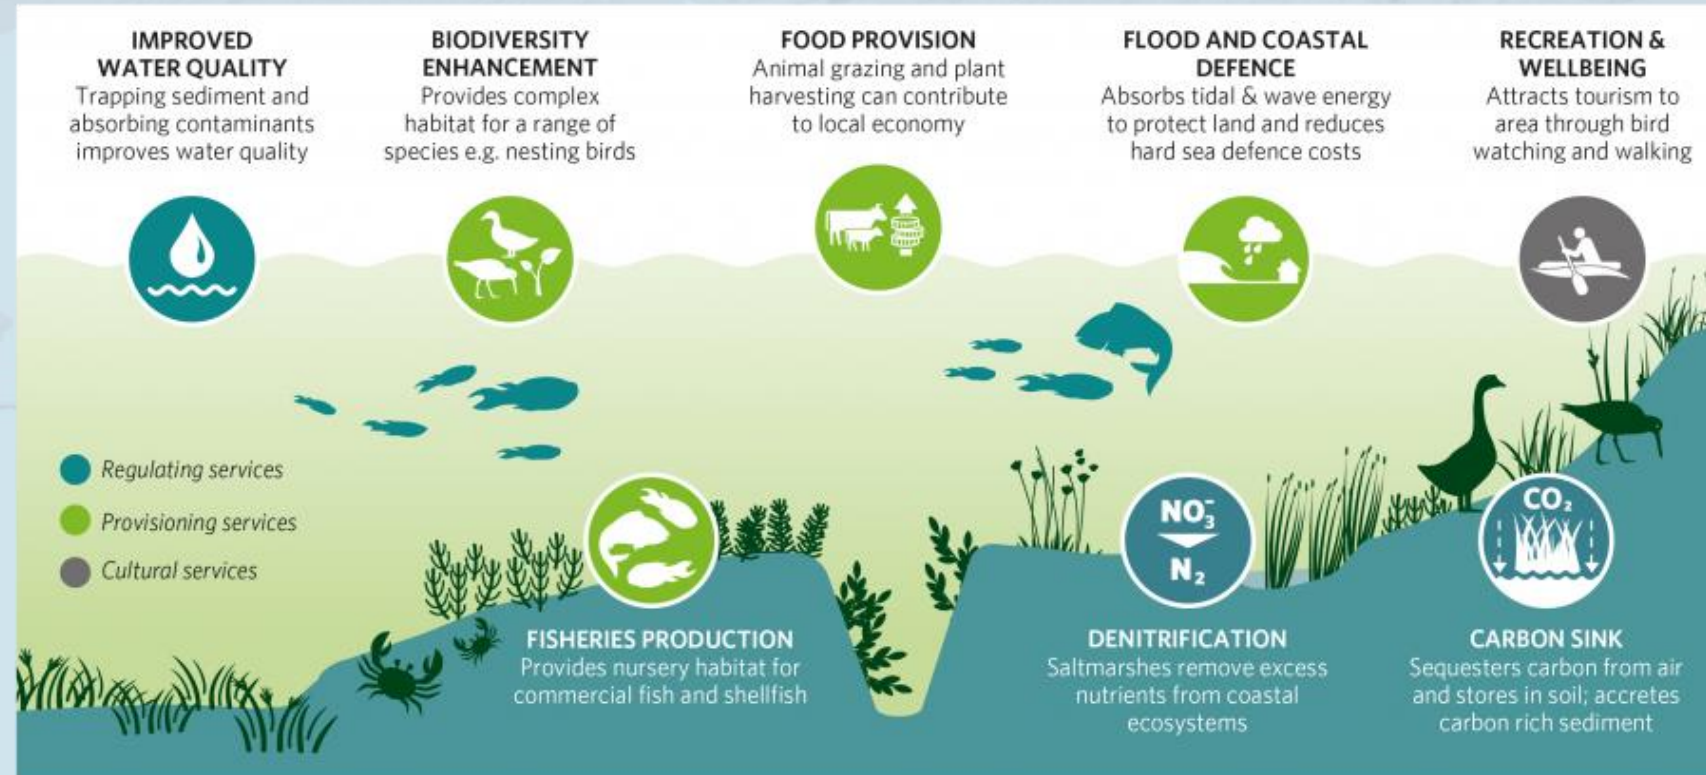 IMPROVED
WATER QUALITY
Trapping sediment and
absorbing contaminants
improves water quality
BIODIVERSITY
ENHANCEMENT
Provides complex
habitat for a range of
species e.g. nesting birds
FOOD PROVISION
Animal grazing and plant
harvesting can contribute
to local economy
FLOOD AND COASTAL
DEFENCE
Absorbs tidal & wave energy
to protect land and reduces
hard sea defence costs
RECREATION &
WELLBEING
Attracts tourism to
area through bird
watching and walking
Regulating services
Provisioning services
Cultural services
FISHERIES PRODUCTION
Provides nursery habitat for
commercial fish and shellfish
NO₃⁻
N₂
DENITRIFICATION
Saltmarshes remove excess
nutrients from coastal
ecosystems
CO₂
CARBON SINK
Sequesters carbon from air
and stores in soil; accretes
carbon rich sediment